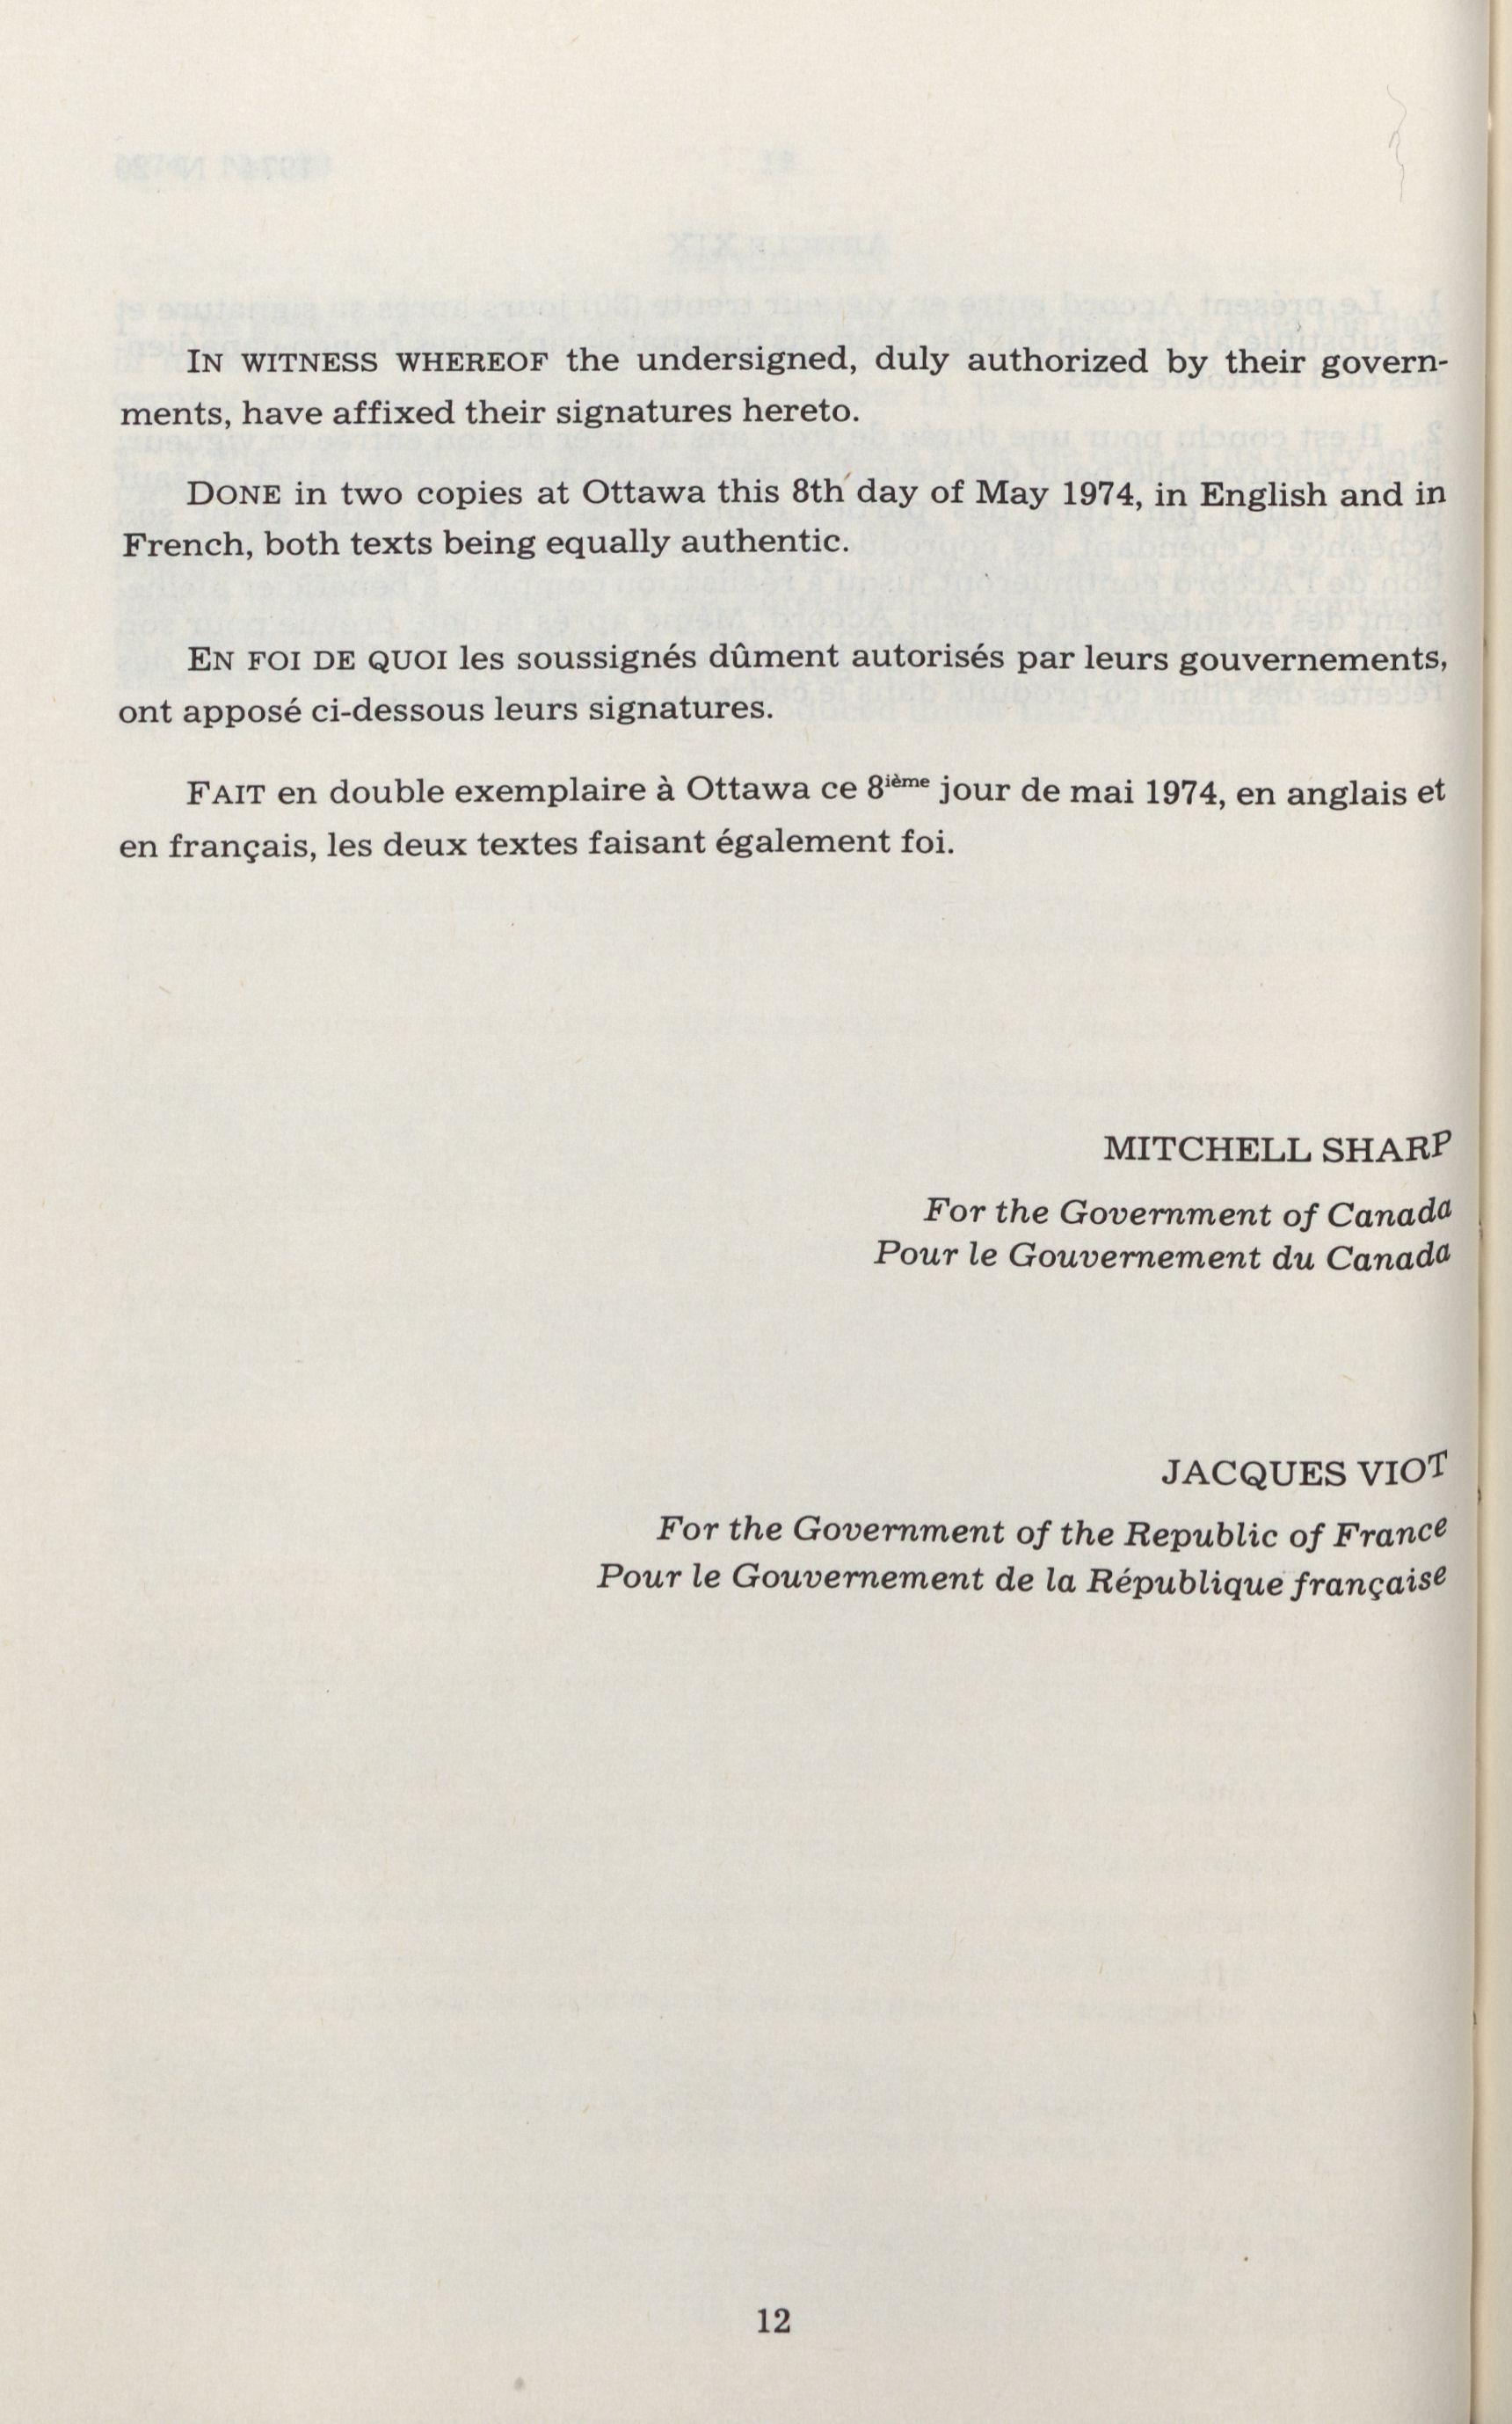 IN WITNESS WHEREOF the undersigned, duly authorized by their govern-
ments, have affixed their signatures hereto.
DONE in two copies at Ottawa this 8th day of May 1974, in English and in
French, both texts being equally authentic.
EN FOI DE QUOI les soussignés dûment autorisés par leurs gouvernements,
ont apposé ci-dessous leurs signatures.
FAIT en double exemplaire à Ottawa ce 8ième jour de mai 1974, en anglais et
en français, les deux textes faisant également foi.
MITCHELL SHARP
For the Government of Canada
Pour le Gouvernement du Canada
JACQUES VIOT
For the Government of the Republic of France
Pour le Gouvernement de la République française
12